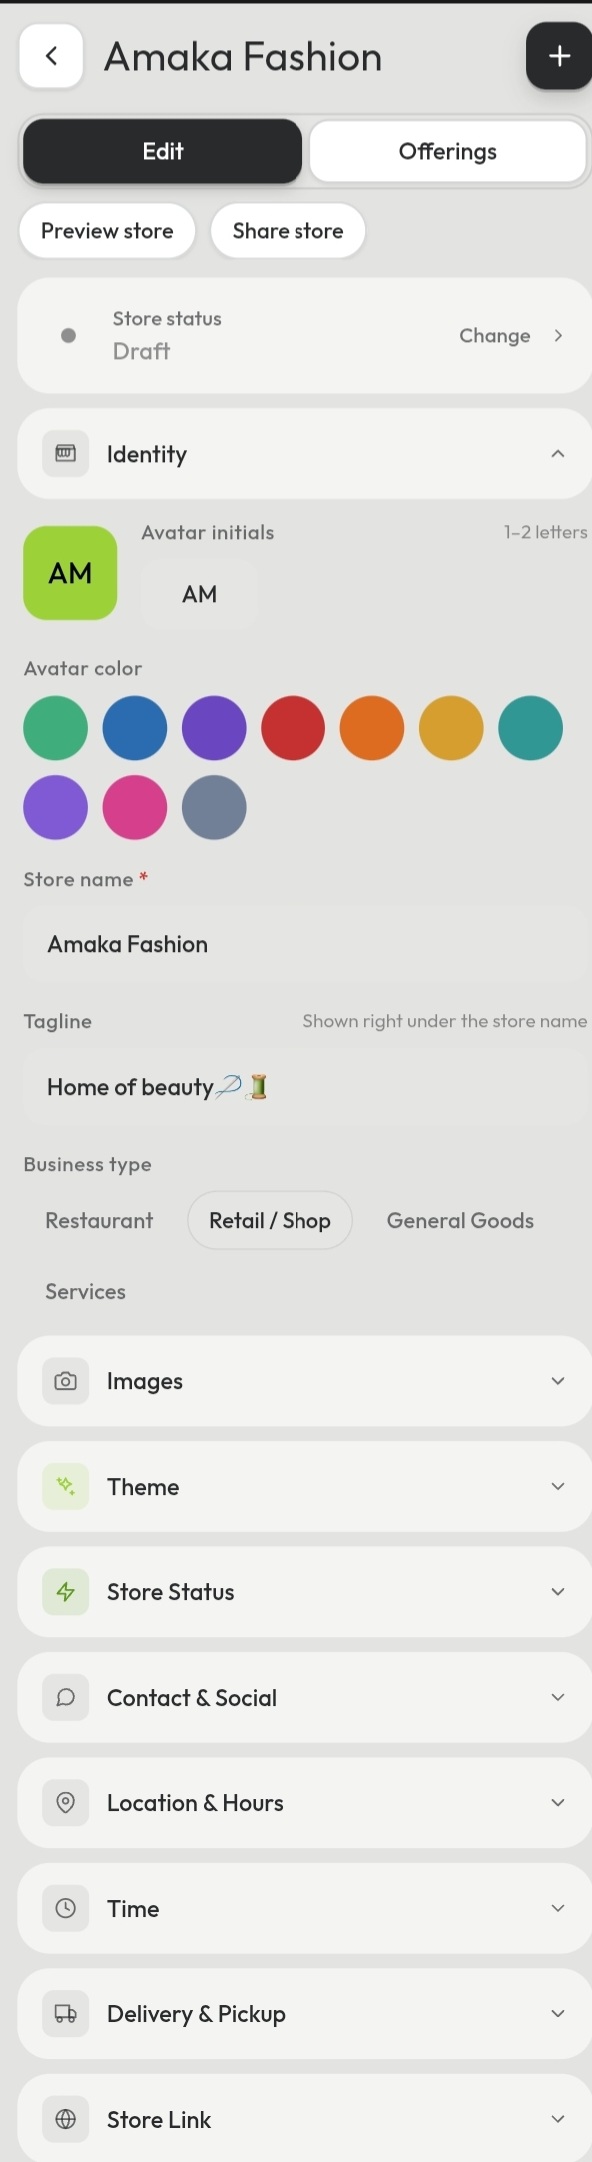 Amaka Fashion
Edit
Offerings
Preview store
Share store
Store status
Draft
Change
Identity
AM
Avatar initials
1–2 letters
AM
Avatar color
Store name *
Amaka Fashion
Tagline
Shown right under the store name
Home of beauty🪡🧵
Business type
Restaurant
Retail / Shop
General Goods
Services
Images
Theme
Store Status
Contact & Social
Location & Hours
Time
Delivery & Pickup
Store Link